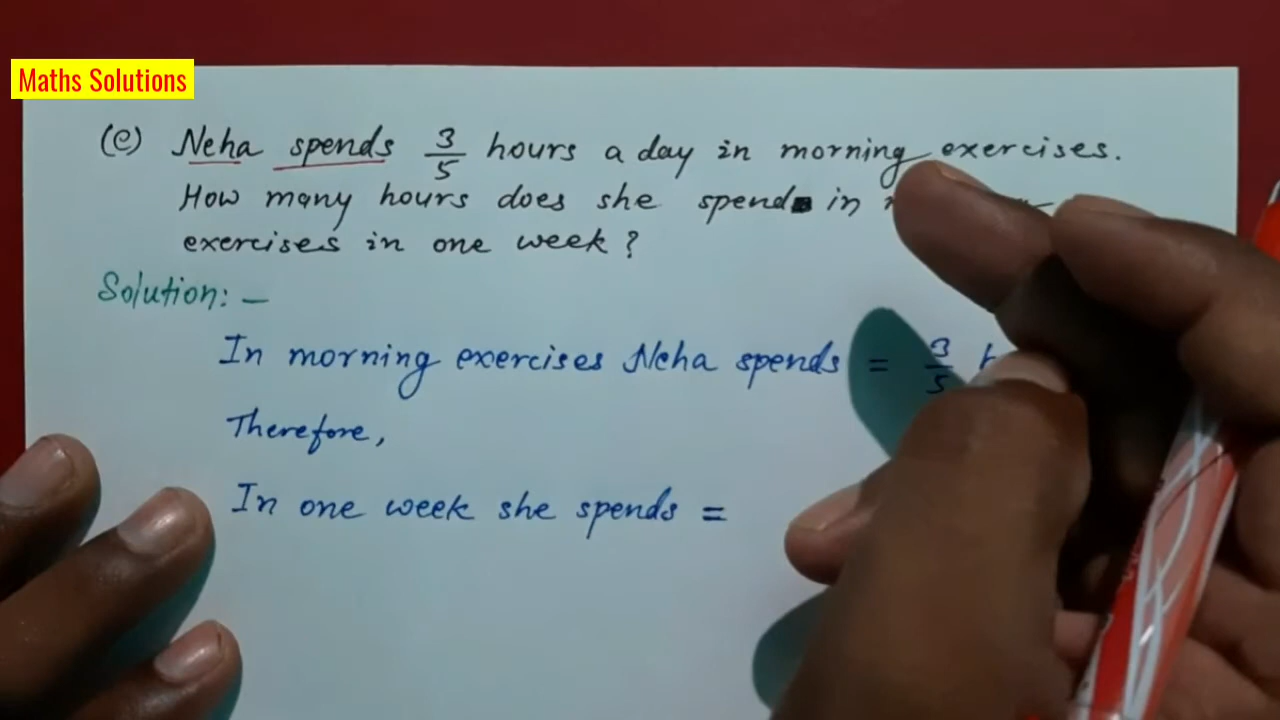 Maths Solutions
(e) Neha spends 3/5 hours a day in morning exercises.
How many hours does she spend in
exercises in one week?
Solution: —
In morning exercises Neha spends = 3/5
Therefore,
In one week she spends =